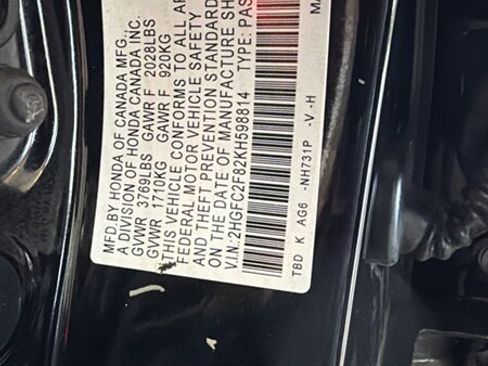 MFD. BY HONDA OF CANADA MFG.,
A DIVISION OF HONDA CANADA INC.
GVWR 3769LBS GAWR F 2028LBS
GVWR 1710KG GAWR F 920KG
THIS VEHICLE CONFORMS TO ALL AP
FEDERAL MOTOR VEHICLE SAFETY
AND THEFT PREVENTION STANDARD
ON THE DATE OF MANUFACTURE SH
V.I.N.: 2HGFC2F82KH598814 TYPE: PAS
TBD K AG6 -NH731P -V -H MA